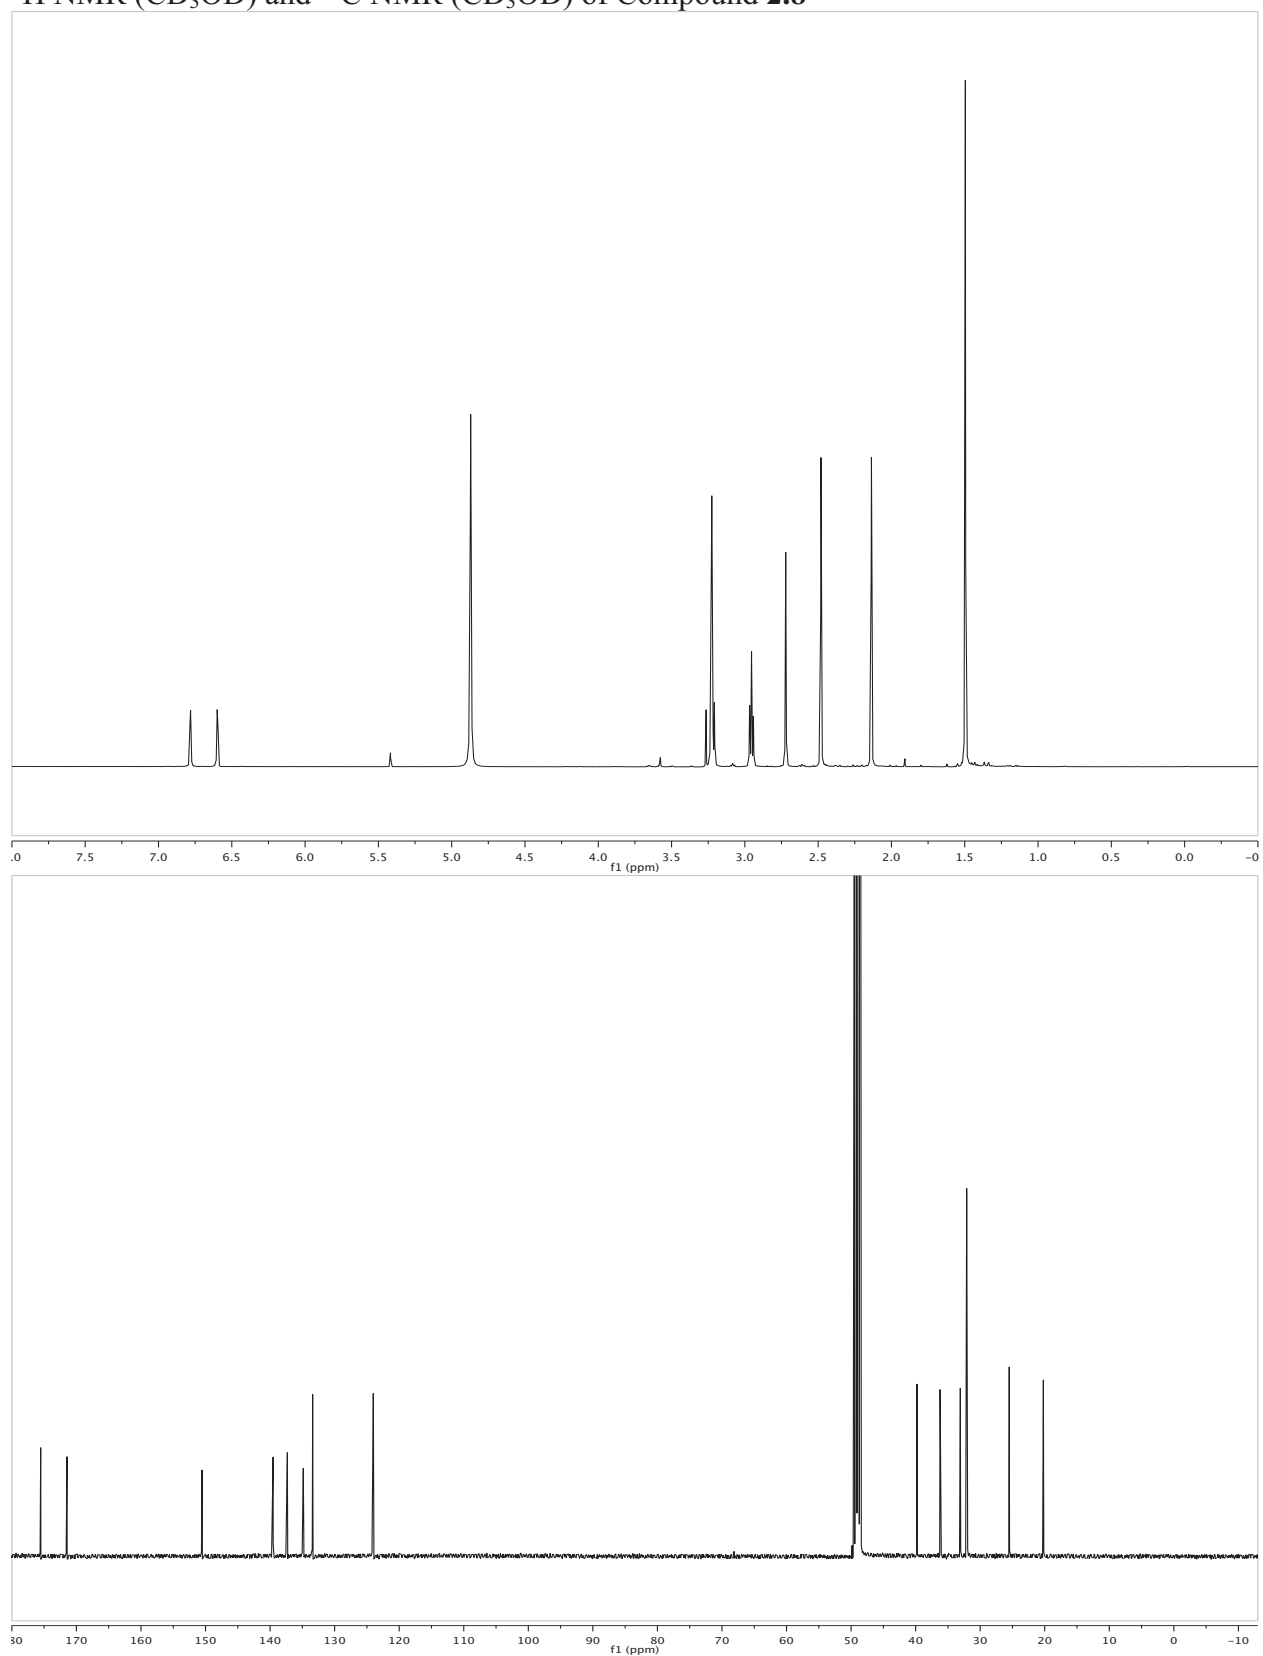 H NMR (CD₃OD) and C NMR (CD₃OD) of Compound 2.8
.0 7.5 7.0 6.5 6.0 5.5 5.0 4.5 4.0 3.5 3.0 2.5 2.0 1.5 1.0 0.5 0.0 −0
f1 (ppm)
30 170 160 150 140 130 120 110 100 90 80 70 60 50 40 30 20 10 0 −10
f1 (ppm)